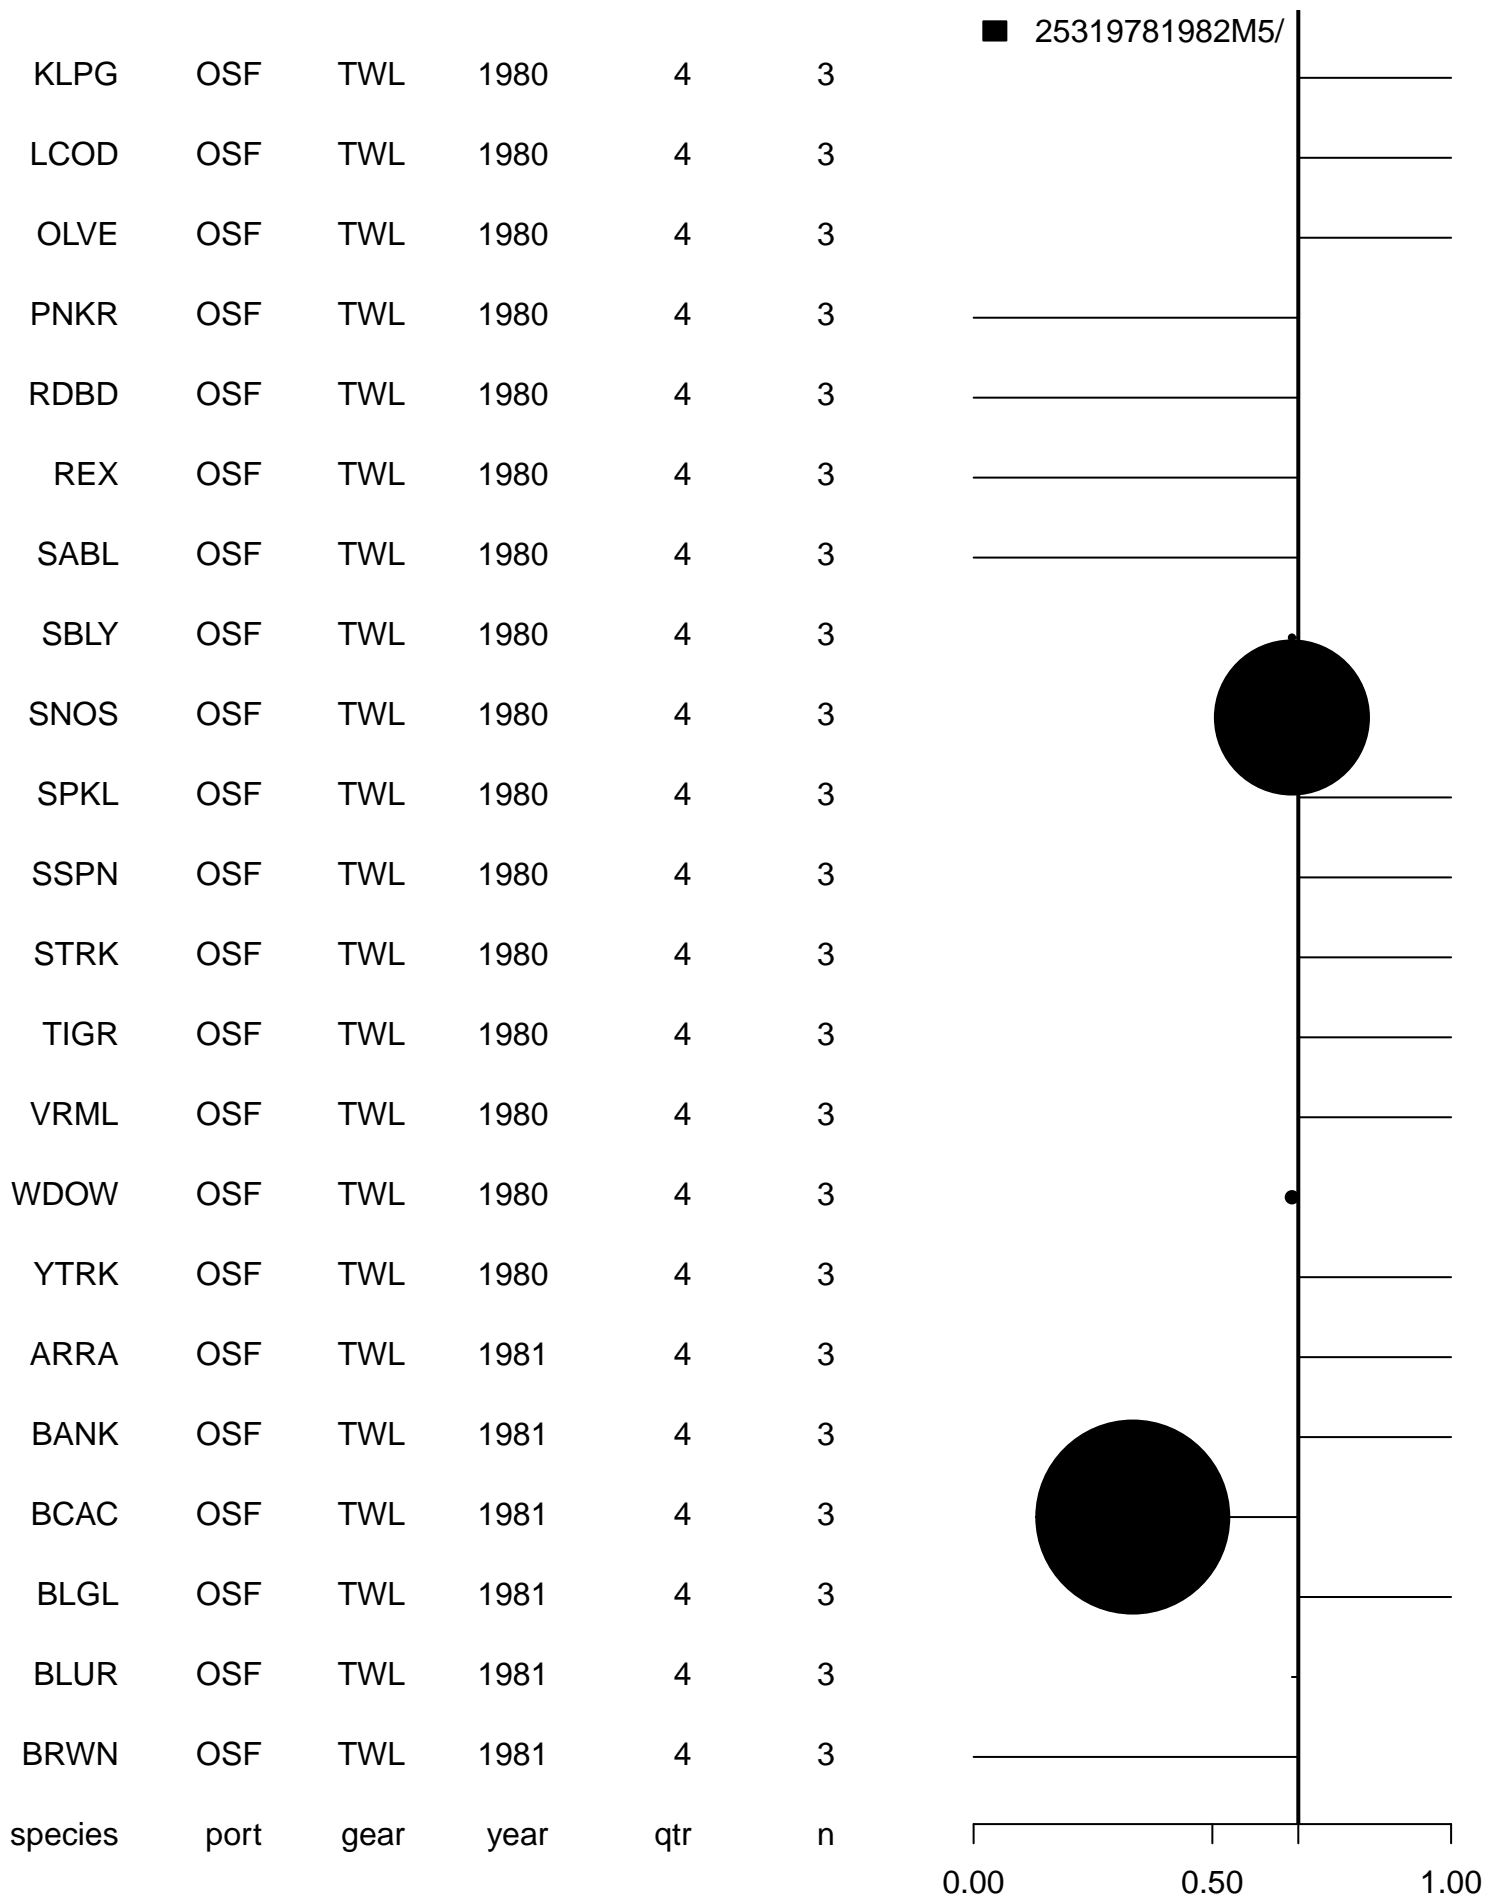 25319781982M5/
KLPG OSF TWL 1980 4 3
LCOD OSF TWL 1980 4 3
OLVE OSF TWL 1980 4 3
PNKR OSF TWL 1980 4 3
RDBD OSF TWL 1980 4 3
REX OSF TWL 1980 4 3
SABL OSF TWL 1980 4 3
SBLY OSF TWL 1980 4 3
SNOS OSF TWL 1980 4 3
SPKL OSF TWL 1980 4 3
SSPN OSF TWL 1980 4 3
STRK OSF TWL 1980 4 3
TIGR OSF TWL 1980 4 3
VRML OSF TWL 1980 4 3
WDOW OSF TWL 1980 4 3
YTRK OSF TWL 1980 4 3
ARRA OSF TWL 1981 4 3
BANK OSF TWL 1981 4 3
BCAC OSF TWL 1981 4 3
BLGL OSF TWL 1981 4 3
BLUR OSF TWL 1981 4 3
BRWN OSF TWL 1981 4 3
species port gear year qtr n
0.00 0.50 1.00